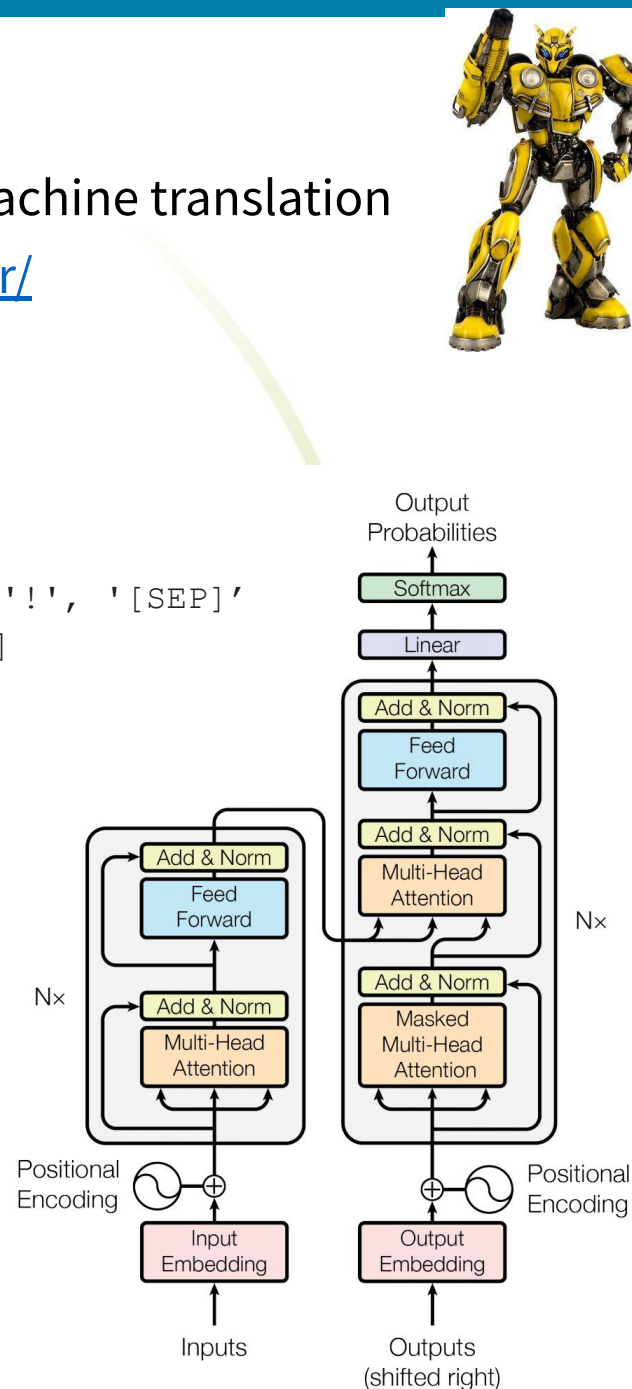 achine translation
r/
'!', '[SEP]’
]
Output
Probabilities
Softmax
Linear
Add & Norm
Feed
Forward
Add & Norm
Multi-Head
Attention
Nx
Add & Norm
Masked
Multi-Head
Attention
Add & Norm
Feed
Forward
Nx
Add & Norm
Multi-Head
Attention
Positional
Encoding
Positional
Encoding
Input
Embedding
Output
Embedding
Inputs
Outputs
(shifted right)